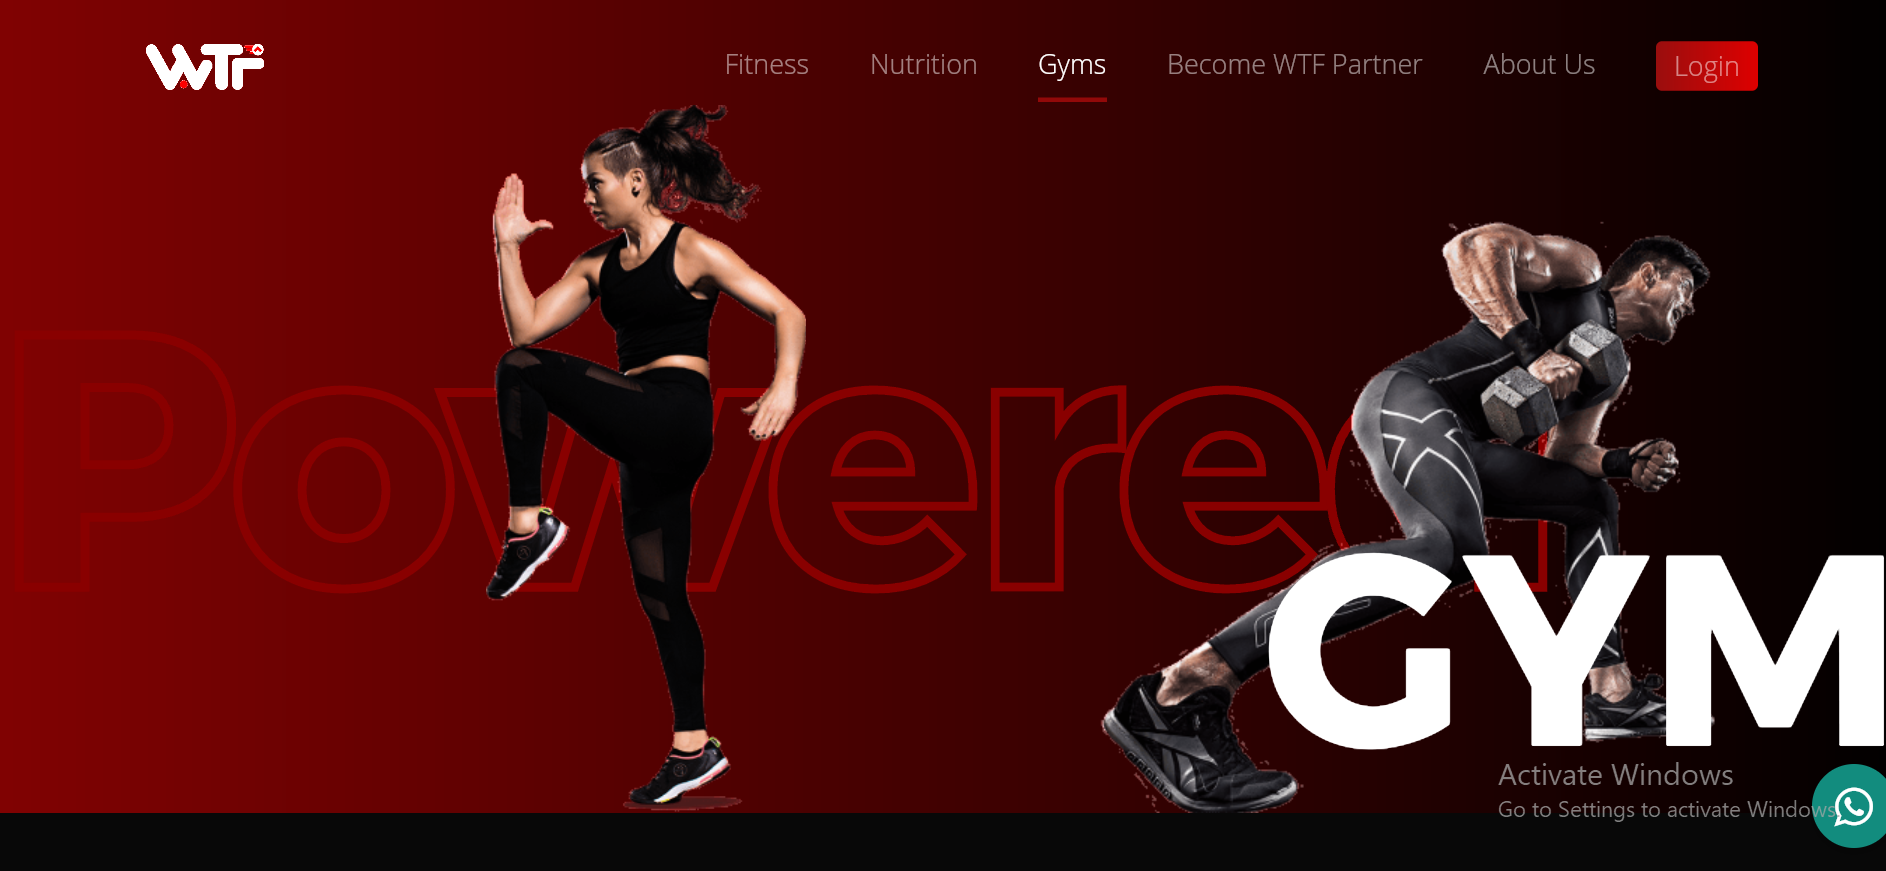 WTF
Fitness Nutrition Gyms Become WTF Partner About Us Login
Powered
GYM
Activate Windows
Go to Settings to activate Windows.